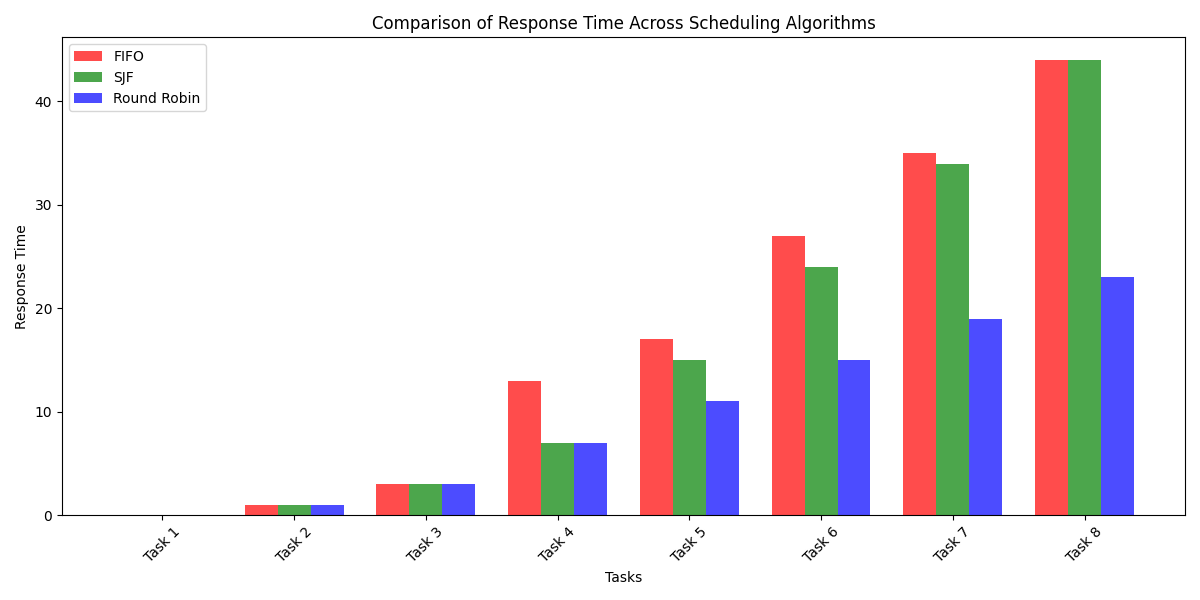 Comparison of Response Time Across Scheduling Algorithms
FIFO
SJF
Round Robin
Response Time
40
30
20
10
0
Task 1
Task 2
Task 3
Task 4
Task 5
Task 6
Task 7
Task 8
Tasks